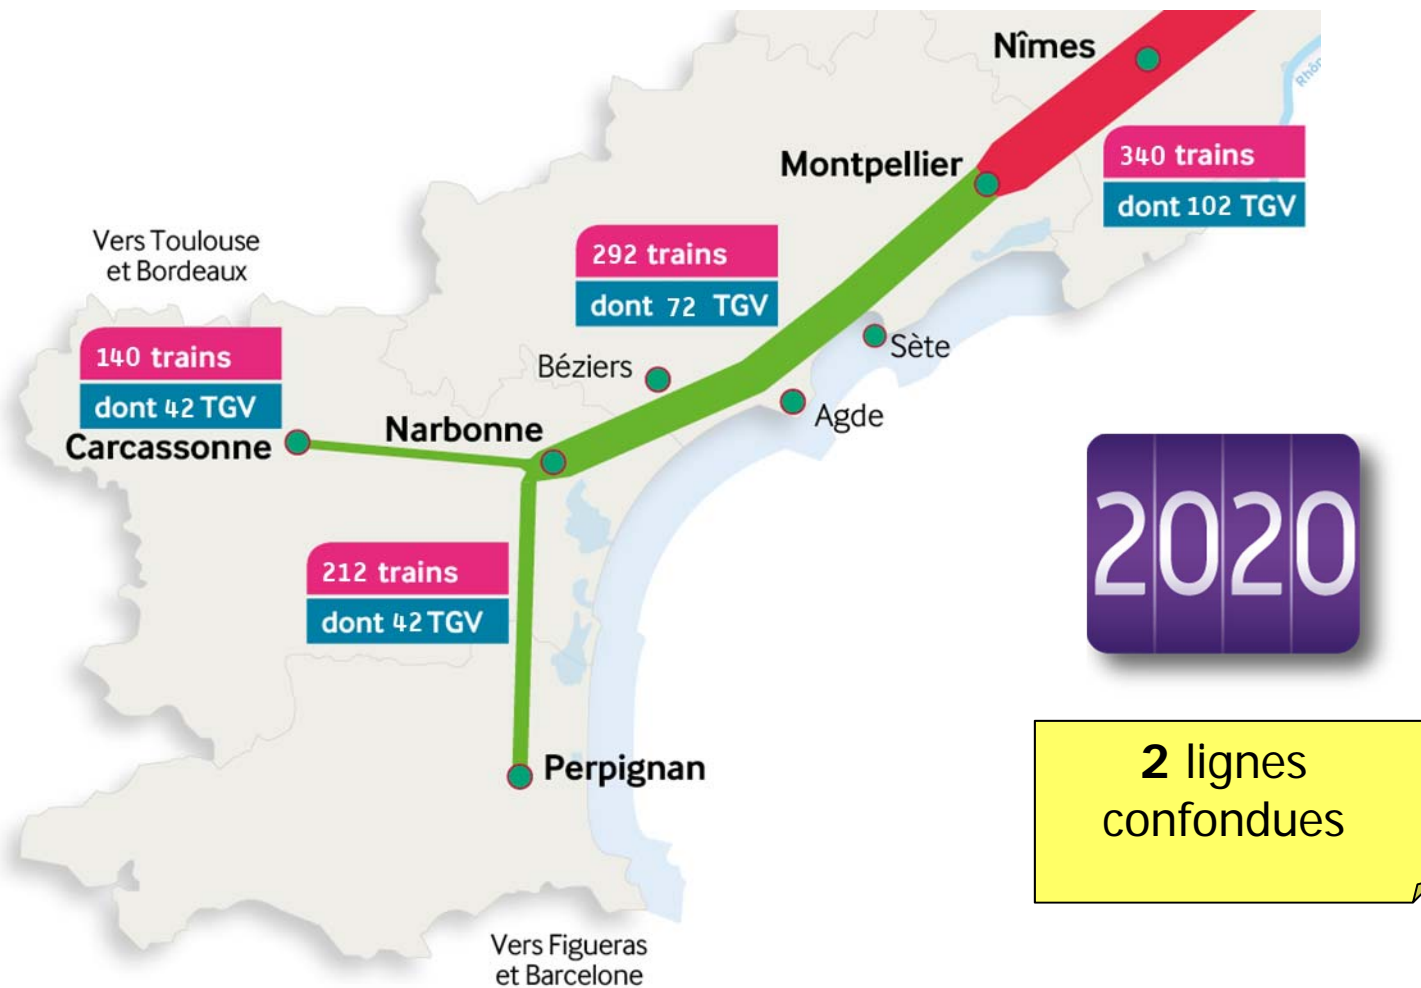 Nîmes
Rhôn
Montpellier
340 trains
dont 102 TGV
Vers Toulouse
et Bordeaux
292 trains
dont 72 TGV
140 trains
dont 42 TGV
Béziers
Sète
Agde
Narbonne
Carcassonne
2020
212 trains
dont 42 TGV
Perpignan
2 lignes
confondues
Vers Figueras
et Barcelone